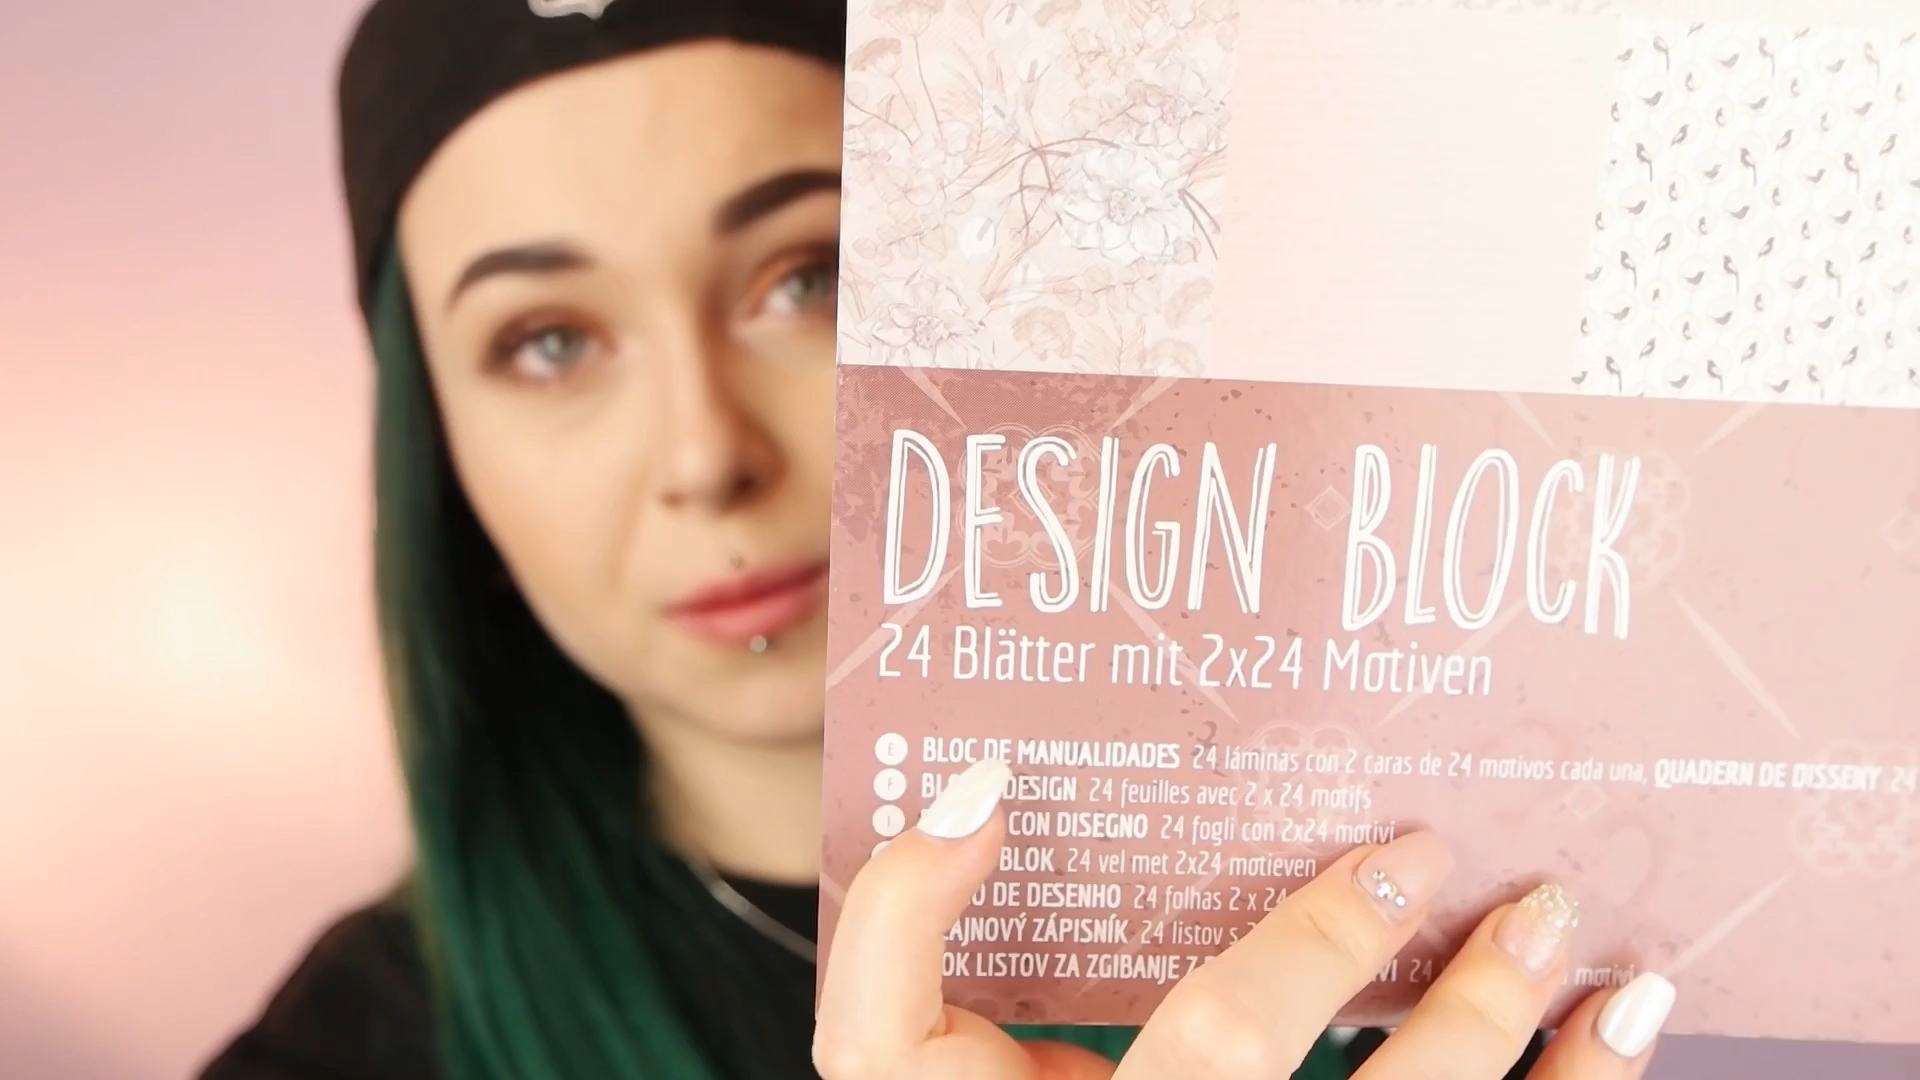 DESIGN BLOCK
24 Blätter mit 2x24 Motiven
E BLOC DE MANUALIDADES 24 láminas con 2 caras de 24 motivos cada una, QUADERN DE DISSENY 24
F DESIGN 24 feuilles avec 2 x 24 motifs
I CON DISEGNO 24 fogli con 2x24 motivi
BLOK 24 vel met 2x24 motieven
DE DESENHO 24 folhas 2 x 24
ZÁPISNÍK 24 listov s
LISTOV ZA ZGIBANJE Z 24 motivi